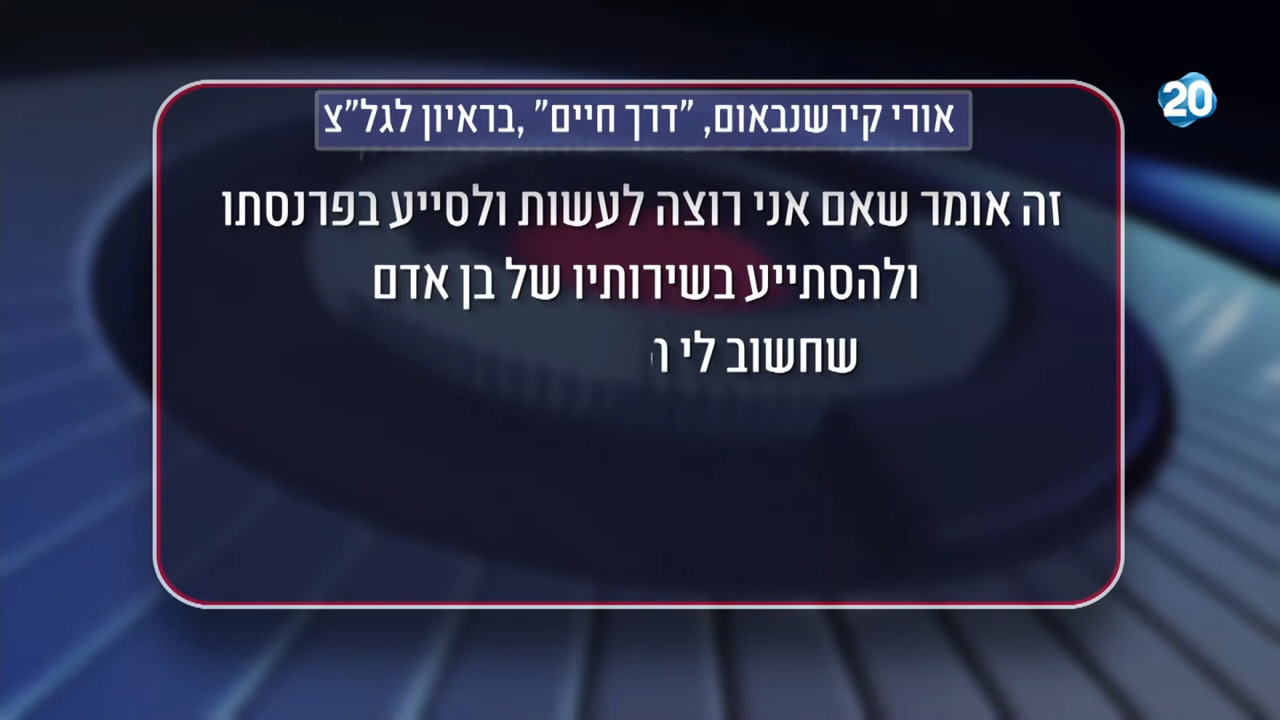 20
אורי קירשנבאום, "דרך חיים" ,בראיון לגל"צ
זה אומר שאם אני רוצה לעשות ולסייע בפרנסתו
ולהסתייע בשירותיו של בן אדם
שחשוב לי